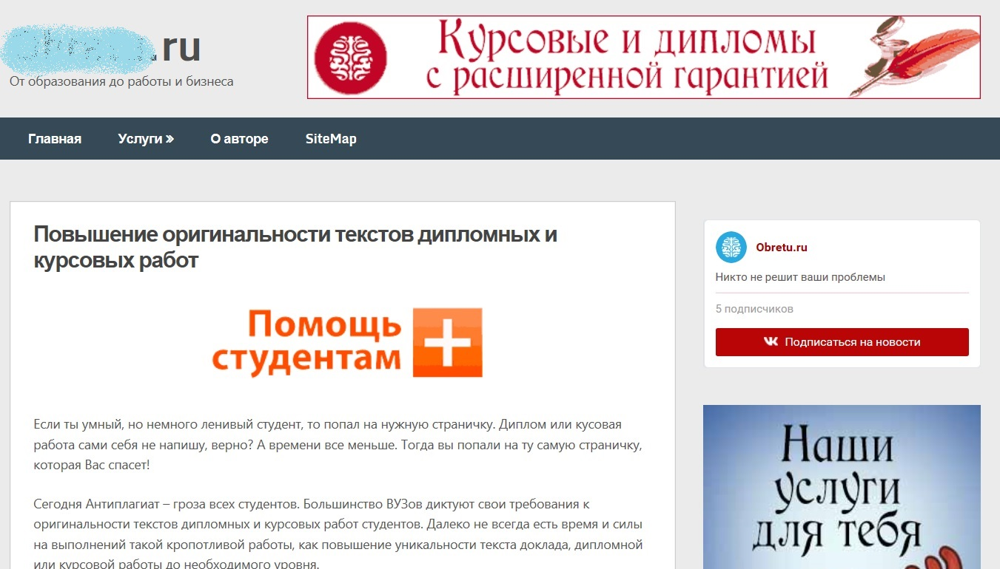 .ru
От образования до работы и бизнеса
Курсовые и дипломы
с расширенной гарантией
Главная Услуги » О авторе SiteMap
Повышение оригинальности текстов дипломных и
курсовых работ
Помощь
студентам
Если ты умный, но немного ленивый студент, то попал на нужную страничку. Диплом или кусовая
работа сами себя не напишу, верно? А времени все меньше. Тогда вы попали на ту самую страничку,
которая Вас спасет!
Сегодня Антиплагиат – гроза всех студентов. Большинство ВУЗов диктуют свои требования к
оригинальности текстов дипломных и курсовых работ студентов. Далеко не всегда есть время и силы
на выполнений такой кропотливой работы, как повышение уникальности текста доклада, дипломной
или курсовой работы до необходимого уровня.
Obretu.ru
Никто не решит ваши проблемы
5 подписчиков
Подписаться на новости
Наши
услуги
для тебя